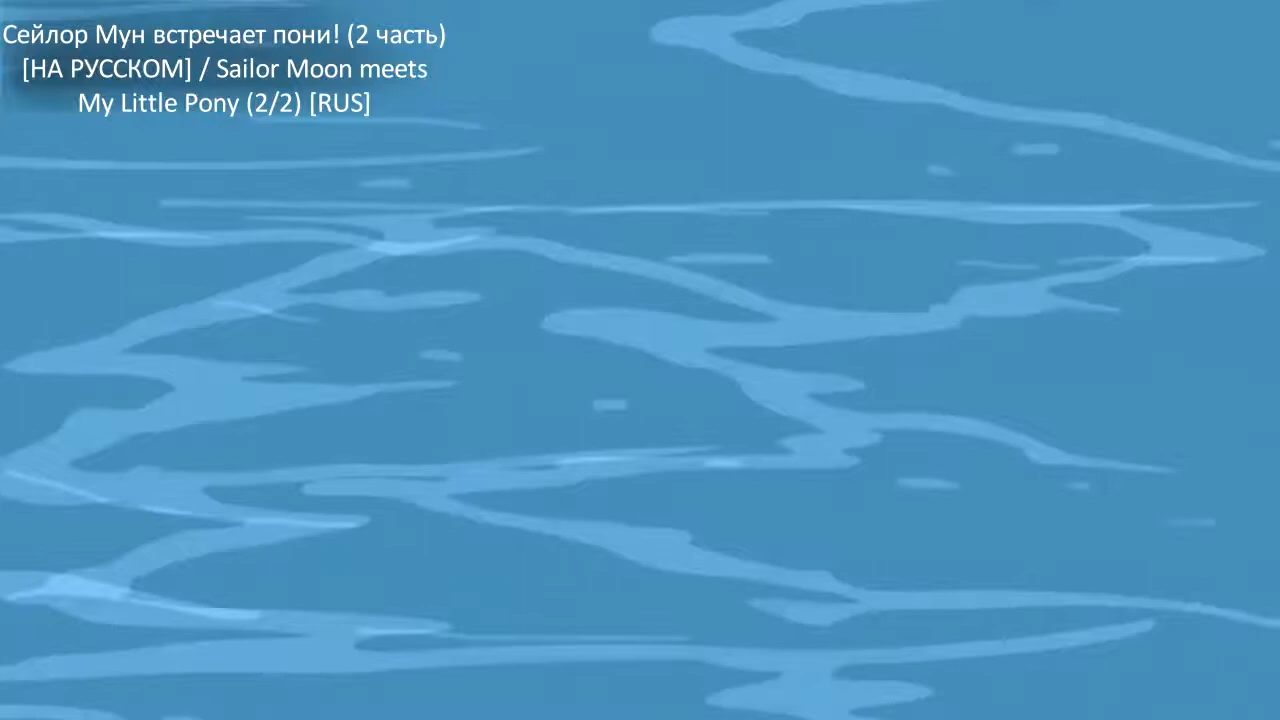 Сейлор Мун встречает пони! (2 часть)
[НА РУССКОМ] / Sailor Moon meets
My Little Pony (2/2) [RUS]